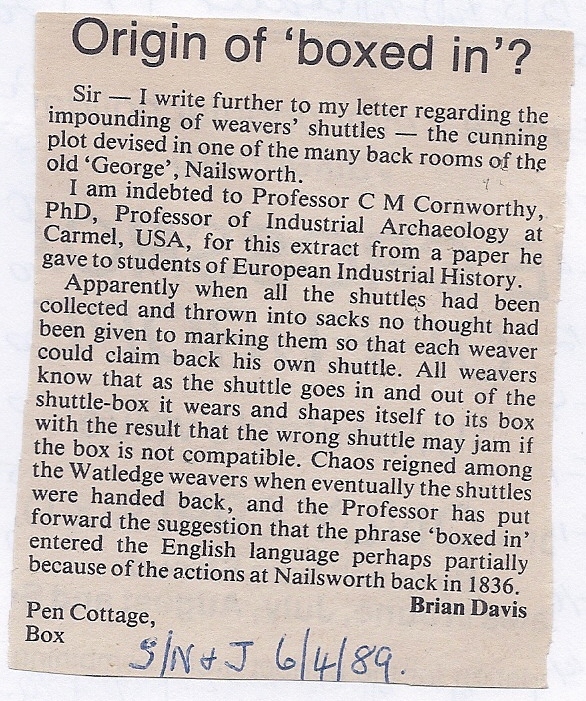 Origin of ‘boxed in’?
Sir — I write further to my letter regarding the
impounding of weavers’ shuttles — the cunning
plot devised in one of the many back rooms of the
old ‘George’, Nailsworth.
I am indebted to Professor C M Cornworthy,
PhD, Professor of Industrial Archaeology at
Carmel, USA, for this extract from a paper he
gave to students of European Industrial History.
Apparently when all the shuttles had been
collected and thrown into sacks no thought had
been given to marking them so that each weaver
could claim back his own shuttle. All weavers
know that as the shuttle goes in and out of the
shuttle-box it wears and shapes itself to its box
with the result that the wrong shuttle may jam if
the box is not compatible. Chaos reigned among
the Watledge weavers when eventually the shuttles
were handed back, and the Professor has put
forward the suggestion that the phrase ‘boxed in’
entered the English language perhaps partially
because of the actions at Nailsworth back in 1836.
Brian Davis
Pen Cottage,
Box
S/N & J 6/4/89.